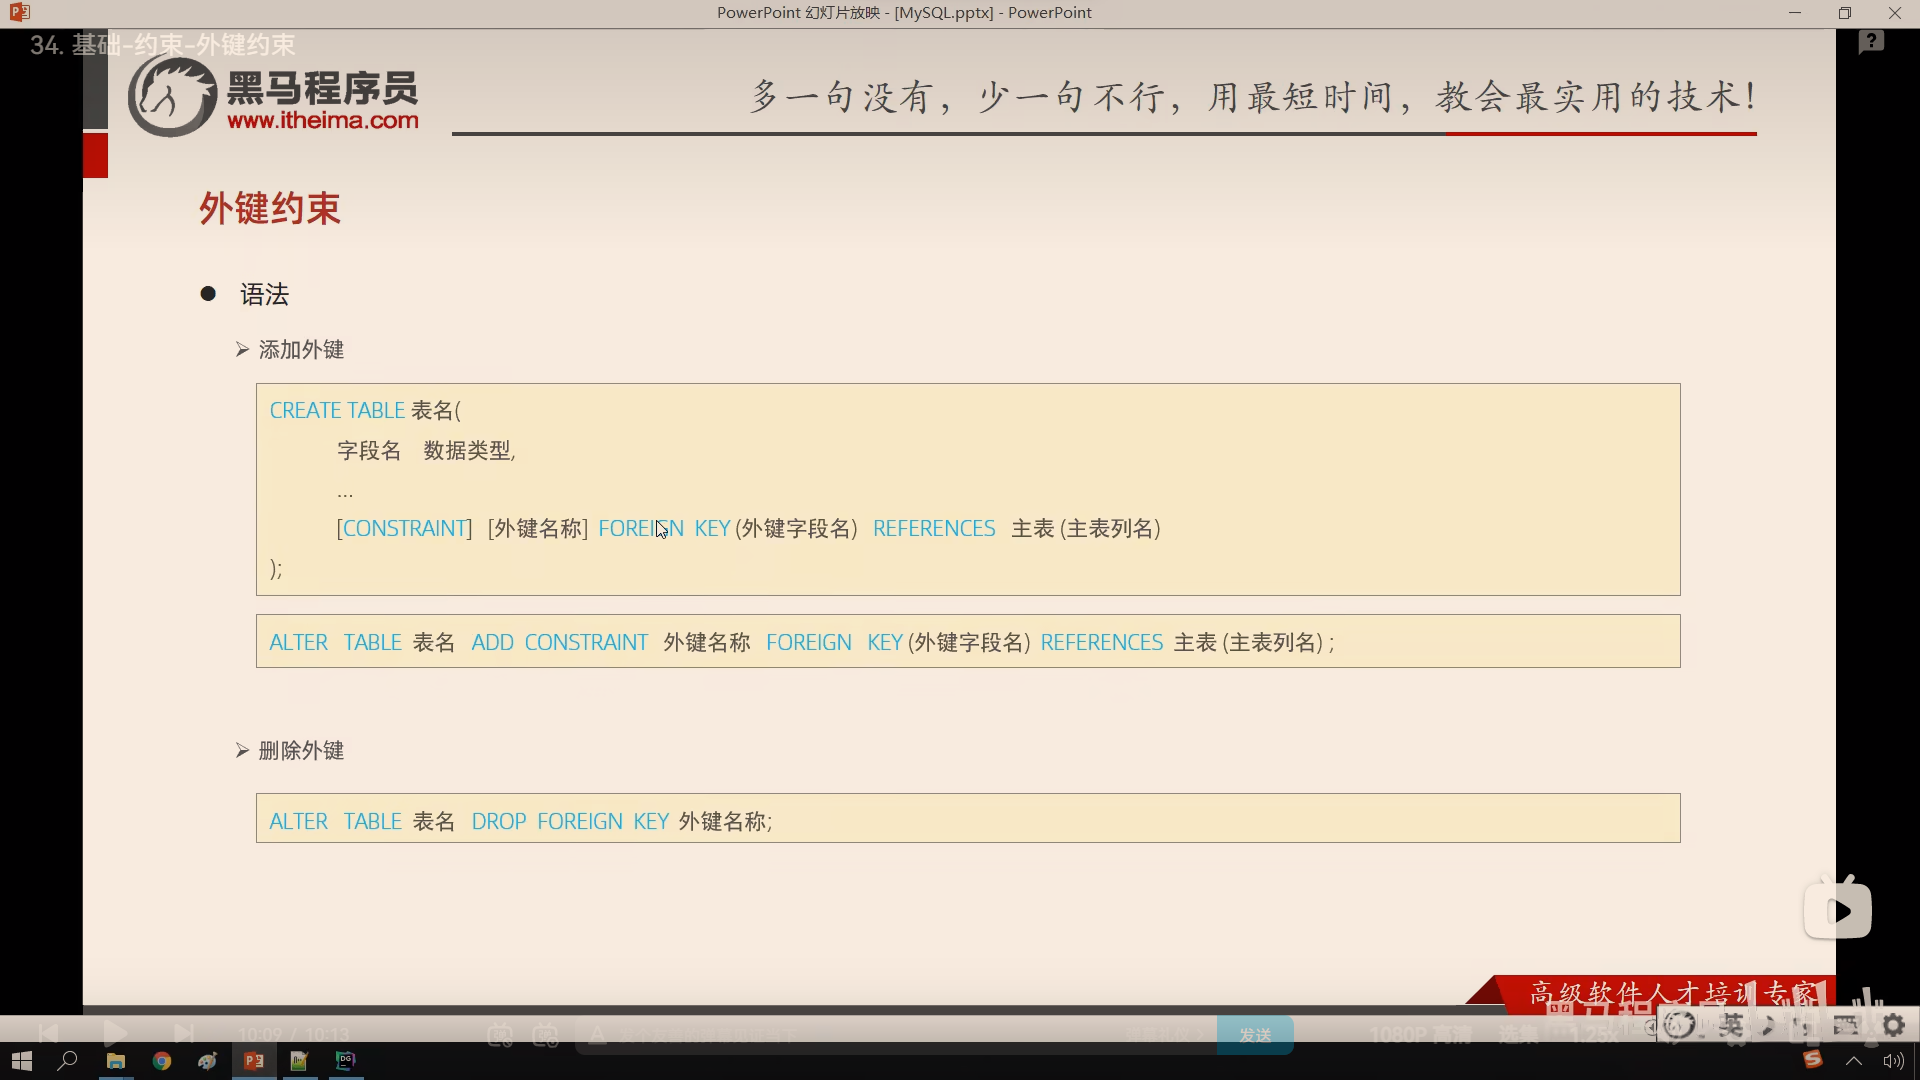 PowerPoint 幻灯片放映 - [MySQL.pptx] - PowerPoint
34. 基础-约束-外键约束
黑马程序员
www.itheima.com
多一句没有，少一句不行，用最短时间，教会最实用的技术！
外键约束
● 语法
➢ 添加外键
CREATE TABLE 表名(
字段名 数据类型,
...
[CONSTRAINT] [外键名称] FOREIGN KEY (外键字段名) REFERENCES 主表 (主表列名)
);
ALTER TABLE 表名 ADD CONSTRAINT 外键名称 FOREIGN KEY (外键字段名) REFERENCES 主表 (主表列名) ;
➢ 删除外键
ALTER TABLE 表名 DROP FOREIGN KEY 外键名称;
高级软件人才培训专家
10:09 / 10:13
发送
1080P 高清
选集
1.25x
英